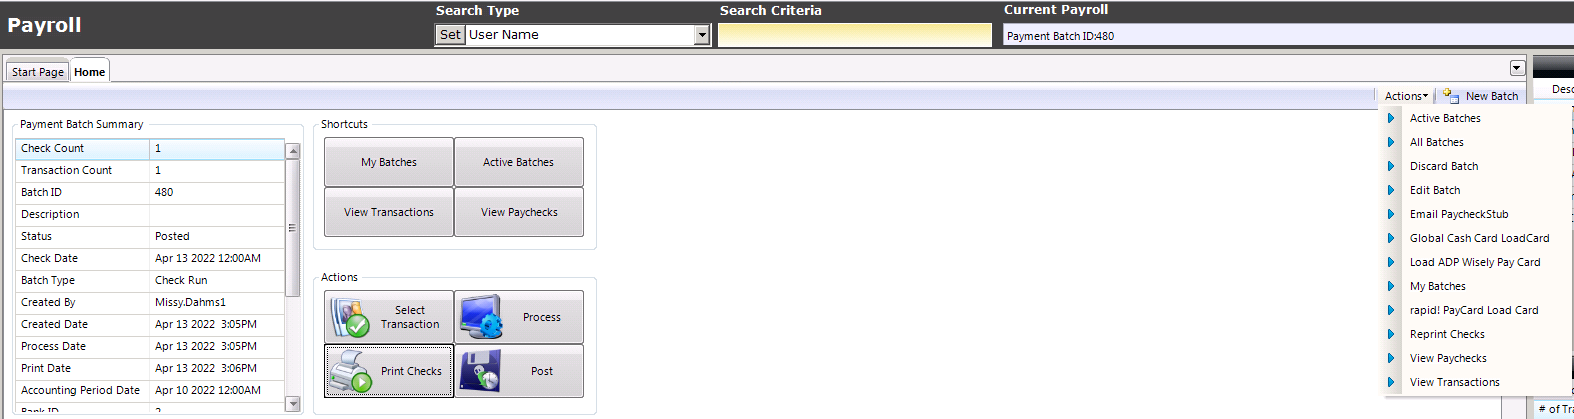 Payroll
Search Type
Search Criteria
Current Payroll
Set User Name
Payment Batch ID:480
Start Page
Home
Actions
New Batch
Payment Batch Summary
Check Count 1
Transaction Count 1
Batch ID 480
Description
Status Posted
Check Date Apr 13 2022 12:00AM
Batch Type Check Run
Created By Missy.Dahms1
Created Date Apr 13 2022 3:05PM
Process Date Apr 13 2022 3:05PM
Print Date Apr 13 2022 3:06PM
Accounting Period Date Apr 10 2022 12:00AM
Bank ID 2
Shortcuts
My Batches
Active Batches
View Transactions
View Paychecks
Actions
Select
Transaction
Process
Print Checks
Post
Active Batches
All Batches
Discard Batch
Edit Batch
Email PaycheckStub
Global Cash Card LoadCard
Load ADP Wisely Pay Card
My Batches
rapid! PayCard Load Card
Reprint Checks
View Paychecks
View Transactions
Desc
# of Tra